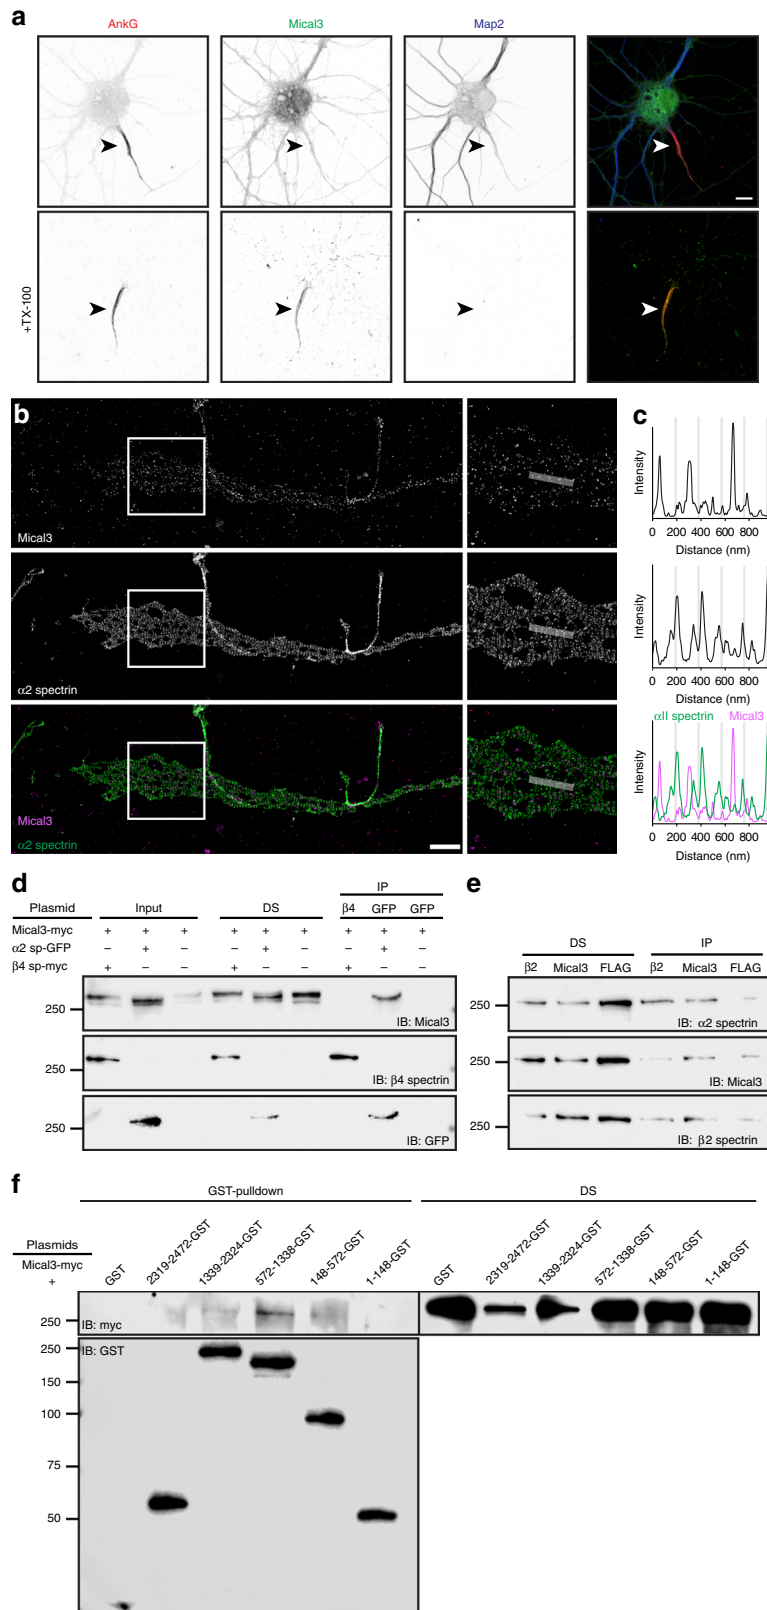 a
AnkG
Mical3
Map2
+TX-100
b
Mical3
α2 spectrin
Mical3
α2 spectrin
c
Intensity
0 200 400 600 800
Distance (nm)
Intensity
0 200 400 600 800
Distance (nm)
αII spectrin Mical3
Intensity
0 200 400 600 800
Distance (nm)
d
IP
Plasmid Input DS β4 GFP GFP
Mical3-myc + + + + + + + + +
α2 sp-GFP – + – – + – – + –
β4 sp-myc + – – + – – + – –
250
IB: Mical3
250
IB: β4 spectrin
250
IB: GFP
e
DS IP
β2 Mical3 FLAG β2 Mical3 FLAG
250
IB: α2 spectrin
250
IB: Mical3
250
IB: β2 spectrin
f
GST-pulldown DS
Plasmids
Mical3-myc
+
GST 2319-2472-GST 1339-2324-GST 572-1338-GST 148-572-GST 1-148-GST GST 2319-2472-GST 1339-2324-GST 572-1338-GST 148-572-GST 1-148-GST
250
IB: myc
250
IB: GST
150
100
75
50